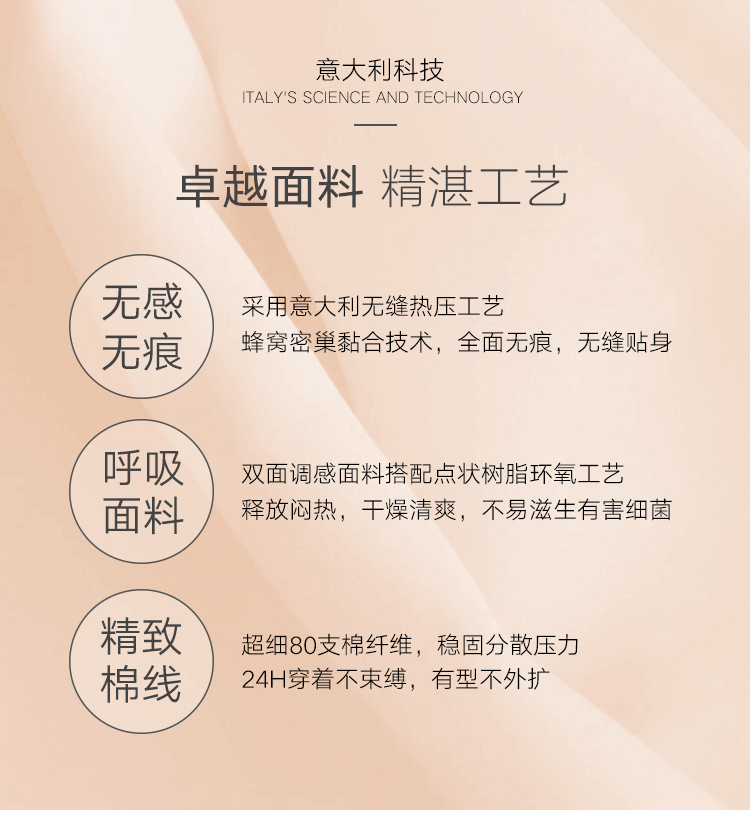 意大利科技
ITALY'S SCIENCE AND TECHNOLOGY
卓越面料 精湛工艺
无感
无痕
采用意大利无缝热压工艺
蜂窝密巢黏合技术，全面无痕，无缝贴身
呼吸
面料
双面调感面料搭配点状树脂环氧工艺
释放闷热，干燥清爽，不易滋生有害细菌
精致
棉线
超细80支棉纤维，稳固分散压力
24H穿着不束缚，有型不外扩